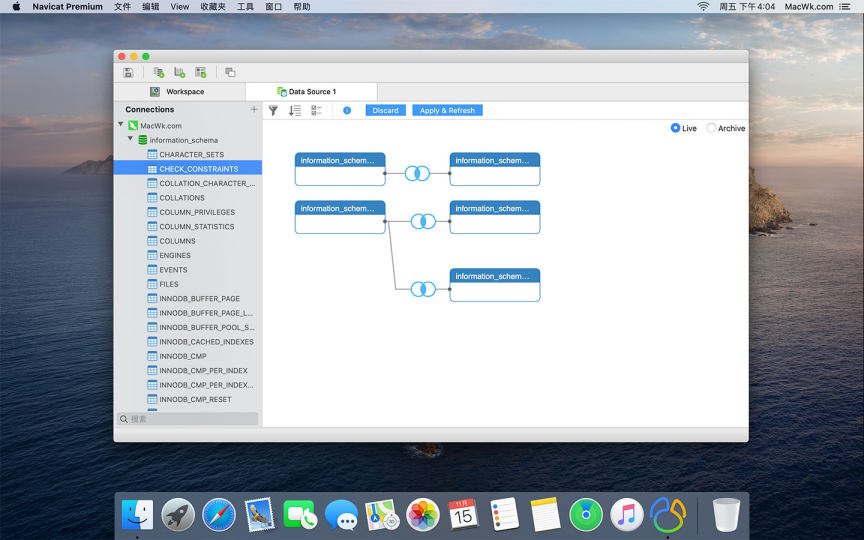 Navicat Premium 文件 编辑 View 收藏夹 工具 窗口 帮助
周五 下午4:04 MacWk.com
Workspace
Data Source 1
Connections
Discard
Apply & Refresh
Live
Archive
MacWk.com
information_schema
CHARACTER_SETS
CHECK_CONSTRAINTS
COLLATION_CHARACTER_...
COLLATIONS
COLUMN_PRIVILEGES
COLUMN_STATISTICS
COLUMNS
ENGINES
EVENTS
FILES
INNODB_BUFFER_PAGE
INNODB_BUFFER_PAGE_L...
INNODB_BUFFER_POOL_S...
INNODB_CACHED_INDEXES
INNODB_CMP
INNODB_CMP_PER_INDEX
INNODB_CMP_PER_INDEX...
INNODB_CMP_RESET
搜索
information_schem...
information_schem...
information_schem...
information_schem...
information_schem...
11月
15